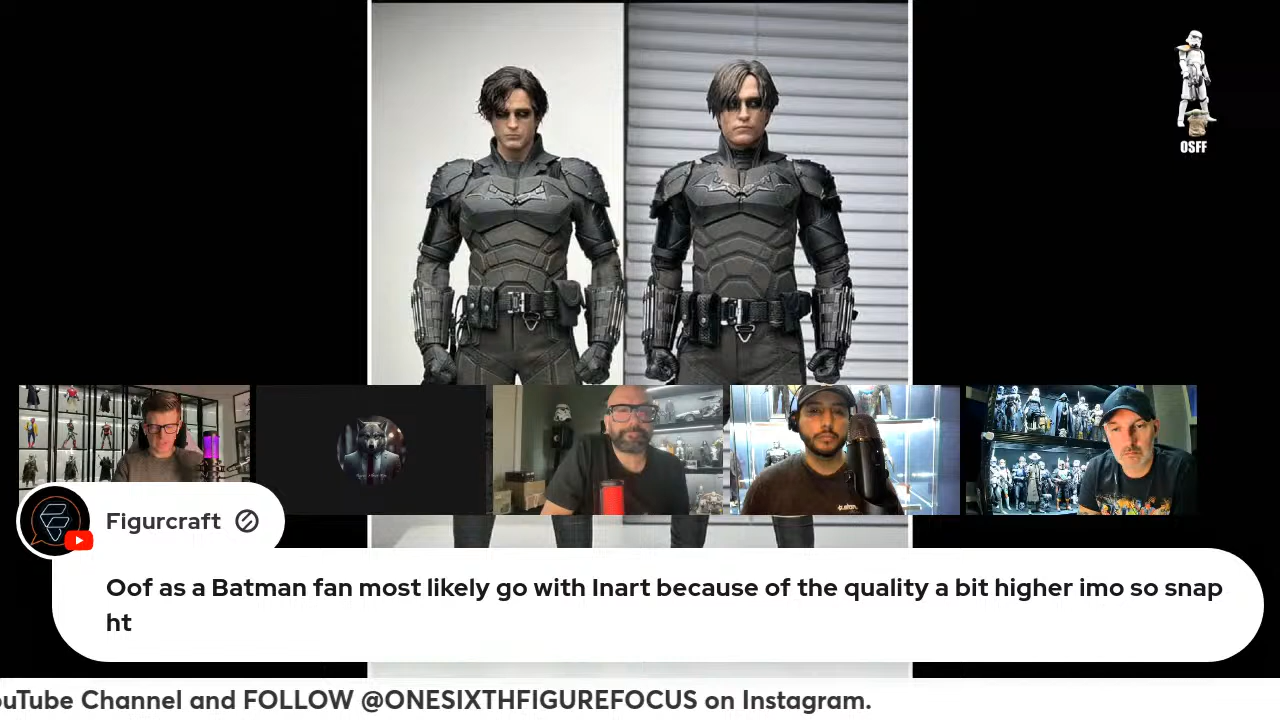 OSFF
Figurcraft
Oof as a Batman fan most likely go with Inart because of the quality a bit higher imo so snap
ht
ouTube Channel and FOLLOW @ONESIXTHFIGUREFOCUS on Instagram.